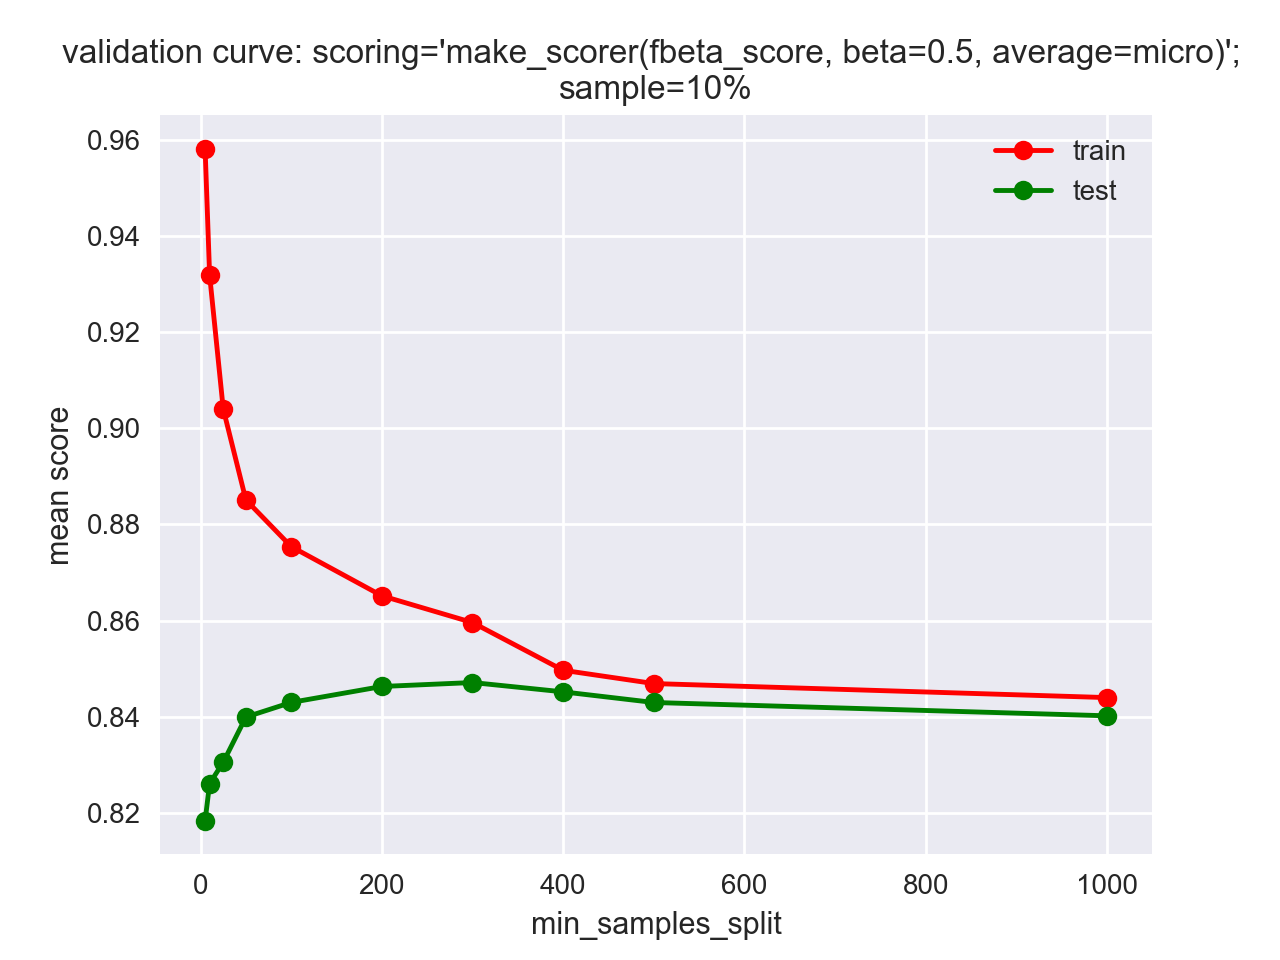 validation curve: scoring='make_scorer(fbeta_score, beta=0.5, average=micro)';
sample=10%
train
test
mean score
0.96
0.94
0.92
0.90
0.88
0.86
0.84
0.82
0 200 400 600 800 1000
min_samples_split